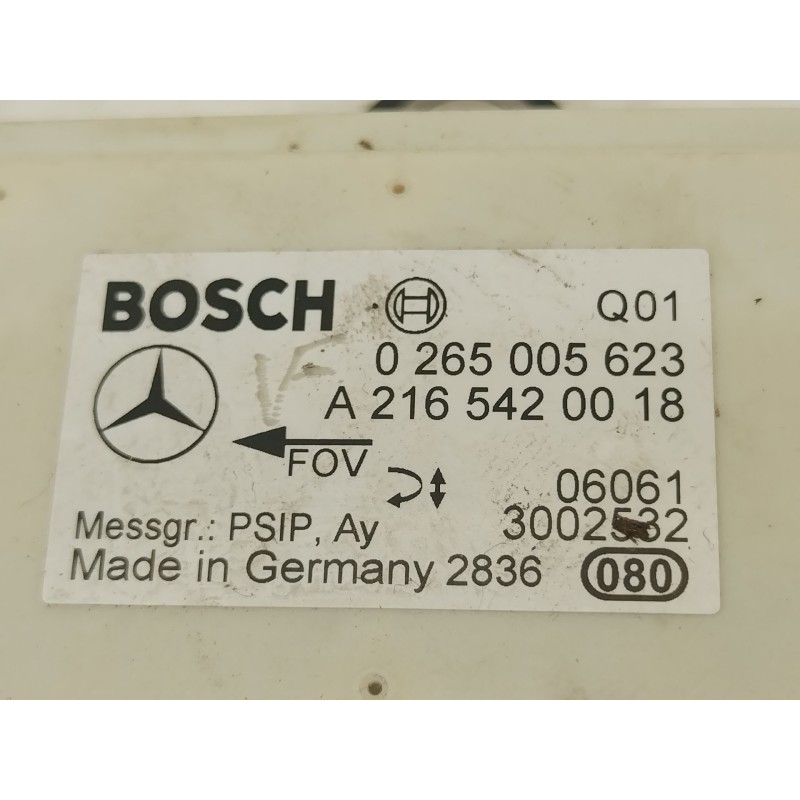 BOSCH Q01
0 265 005 623
A 216 542 00 18
FOV
06061
Messgr.: PSIP, Ay
Made in Germany 2836 080